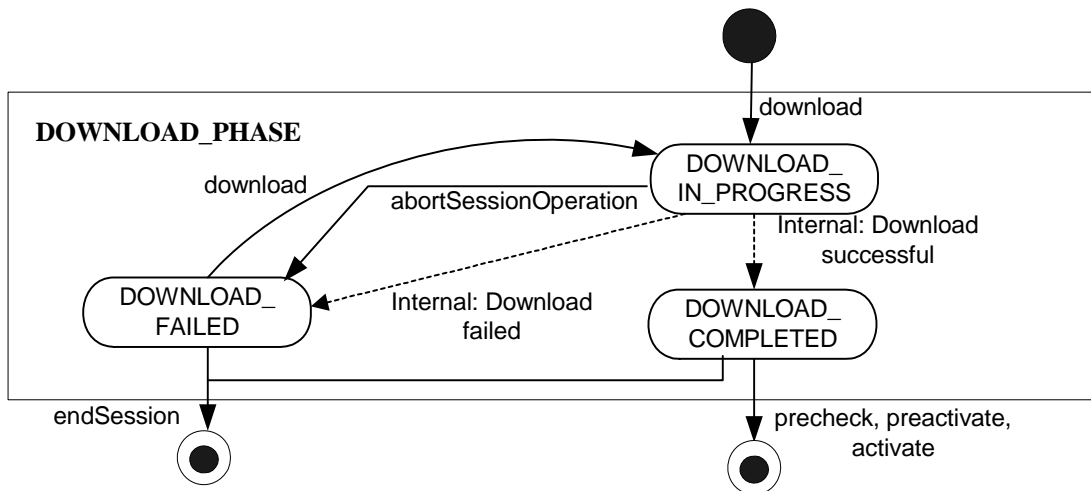 download
DOWNLOAD_PHASE
DOWNLOAD_
IN_PROGRESS
download
abortSessionOperation
Internal: Download
successful
DOWNLOAD_
FAILED
Internal: Download
failed
DOWNLOAD_
COMPLETED
endSession
precheck, preactivate,
activate